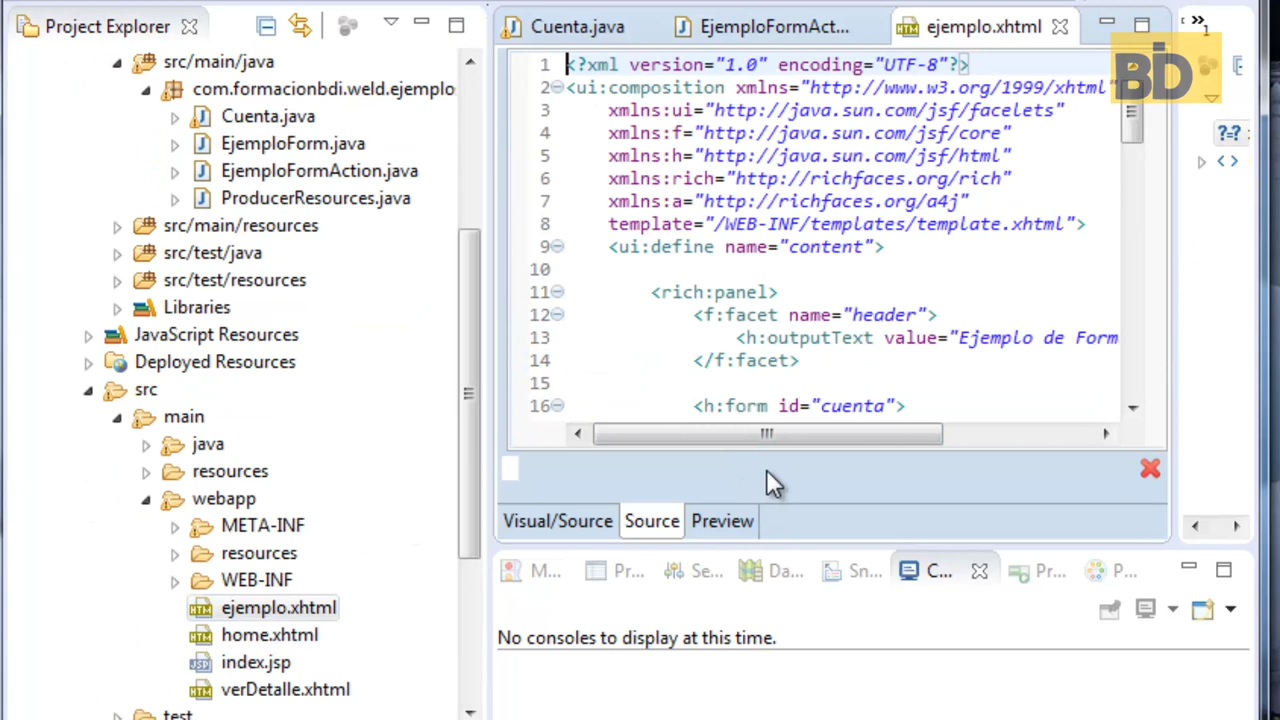 Project Explorer
src/main/java
com.formacionbdi.weld.ejemplo
Cuenta.java
EjemploForm.java
EjemploFormAction.java
ProducerResources.java
src/main/resources
src/test/java
src/test/resources
Libraries
JavaScript Resources
Deployed Resources
src
main
java
resources
webapp
META-INF
resources
WEB-INF
ejemplo.xhtml
home.xhtml
index.jsp
verDetalle.xhtml
test
Cuenta.java EjemploFormAct... ejemplo.xhtml »1
BDI
1 <?xml version="1.0" encoding="UTF-8"?>
2 <ui:composition xmlns="http://www.w3.org/1999/xhtml"
3 xmlns:ui="http://java.sun.com/jsf/facelets"
4 xmlns:f="http://java.sun.com/jsf/core"
5 xmlns:h="http://java.sun.com/jsf/html"
6 xmlns:rich="http://richfaces.org/rich"
7 xmlns:a="http://richfaces.org/a4j"
8 template="/WEB-INF/templates/template.xhtml">
9 <ui:define name="content">
10
11 <rich:panel>
12 <f:facet name="header">
13 <h:outputText value="Ejemplo de Form
14 </f:facet>
15
16 <h:form id="cuenta">
?=?
Visual/Source Source Preview
M... Pr... Se... Da... Sn... C... Pr... P...
No consoles to display at this time.